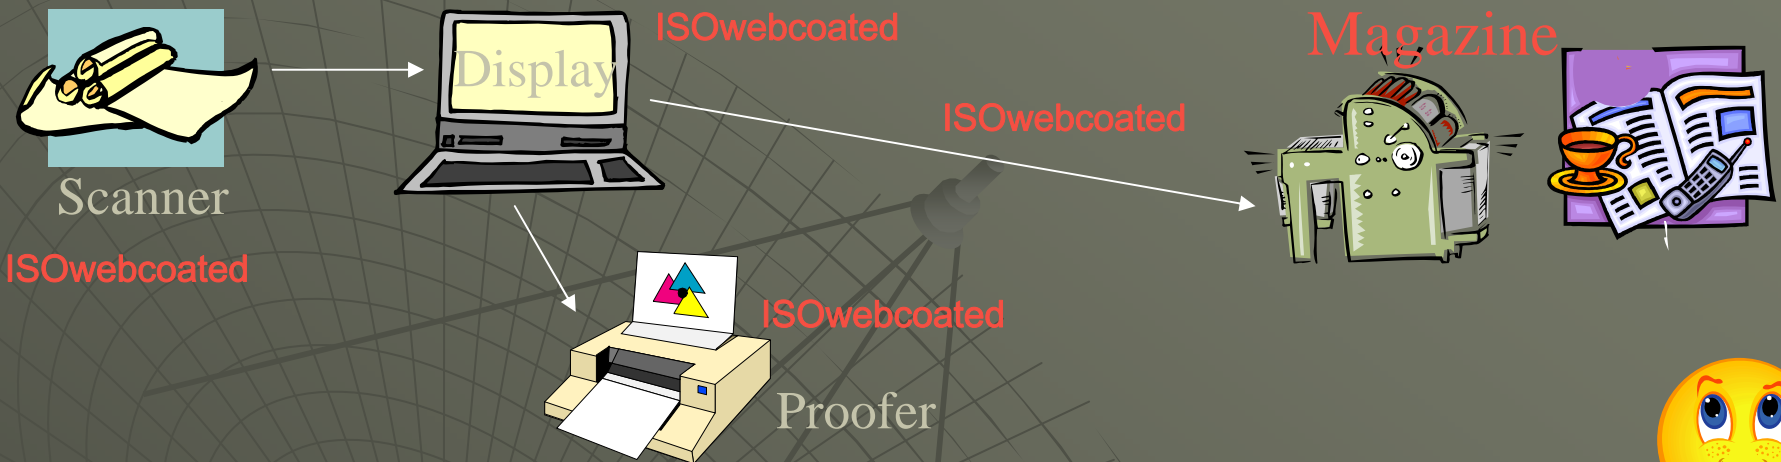 ISOwebcoated
Magazine
Display
ISOwebcoated
Scanner
ISOwebcoated
ISOwebcoated
Proofer